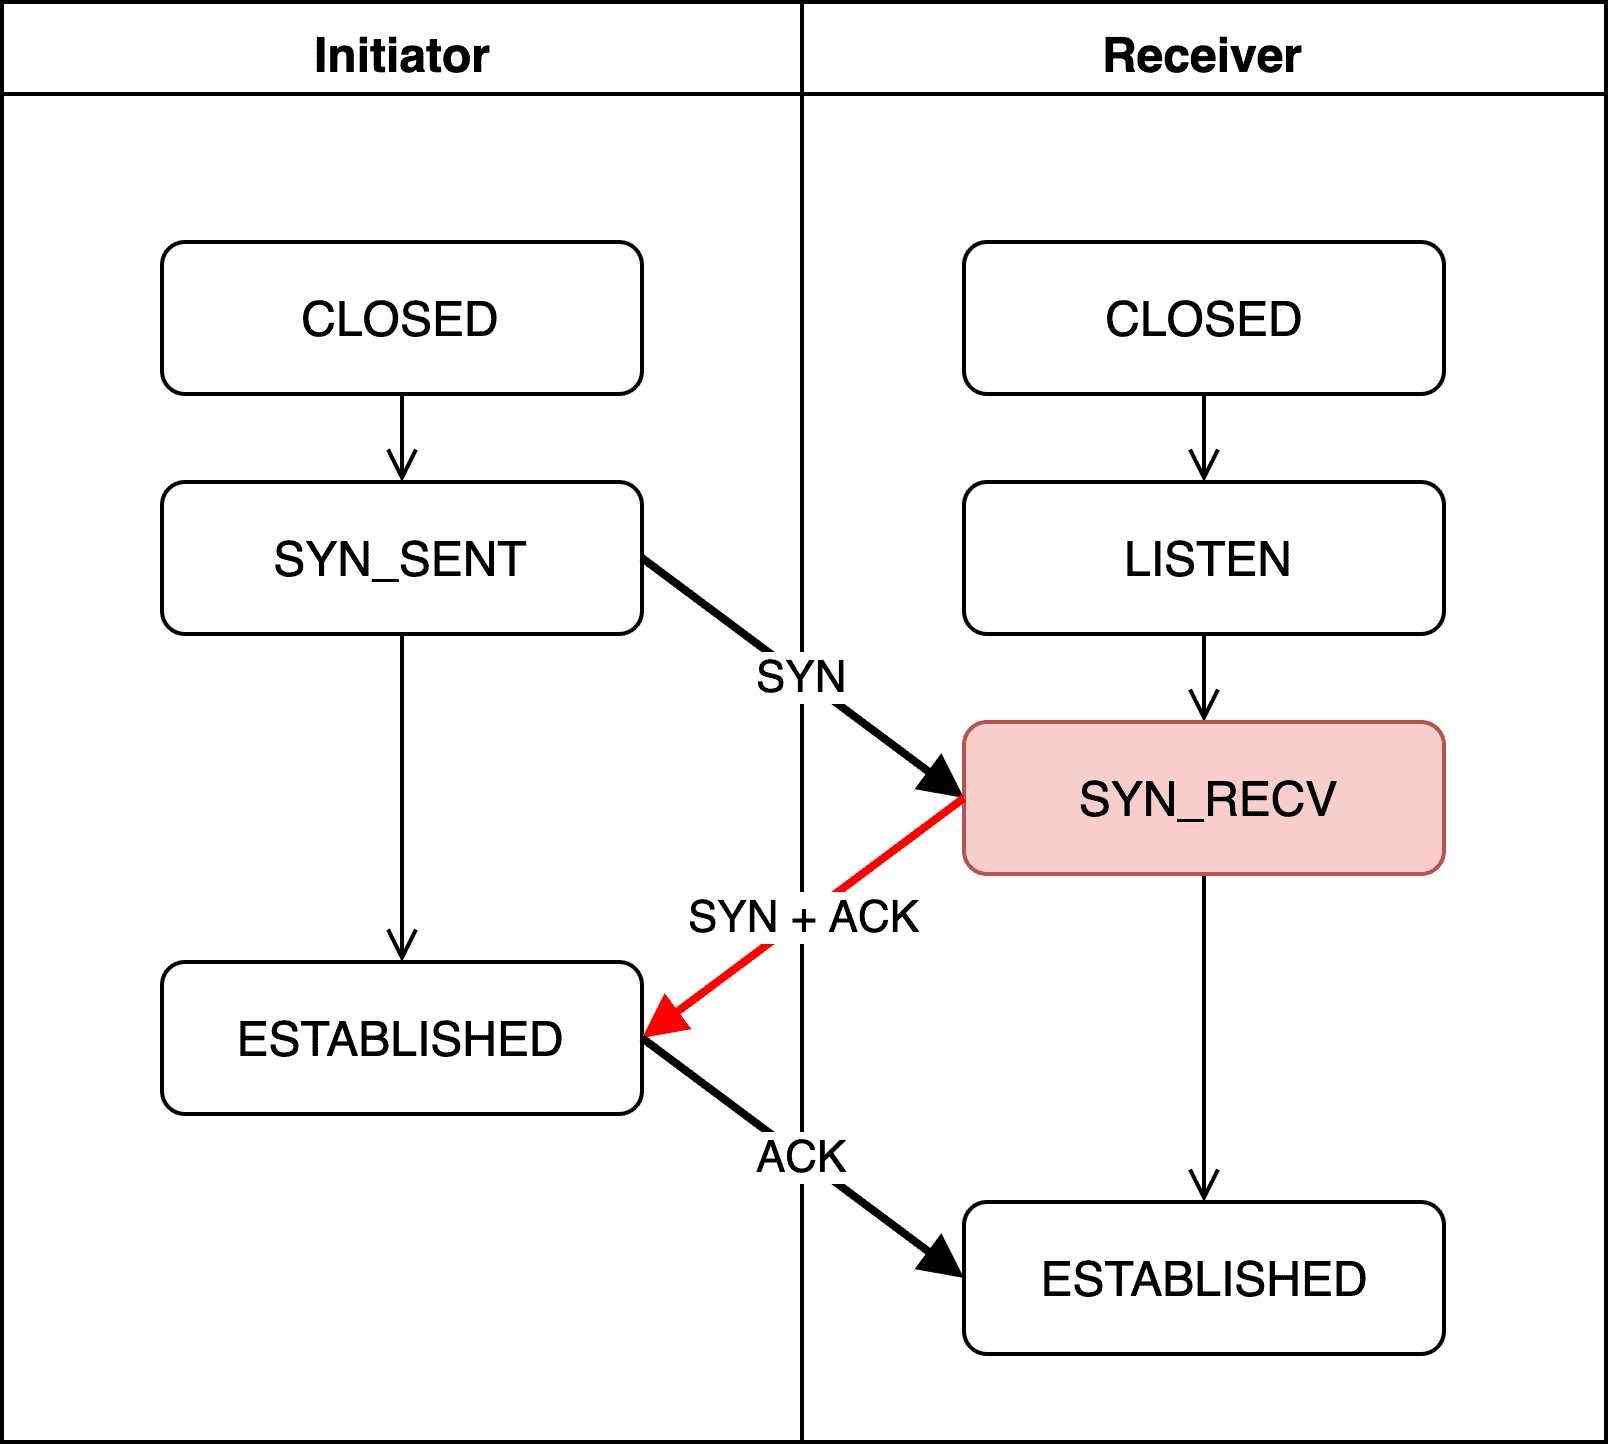 Initiator
Receiver
CLOSED
CLOSED
SYN_SENT
LISTEN
SYN
SYN_RECV
SYN + ACK
ESTABLISHED
ACK
ESTABLISHED